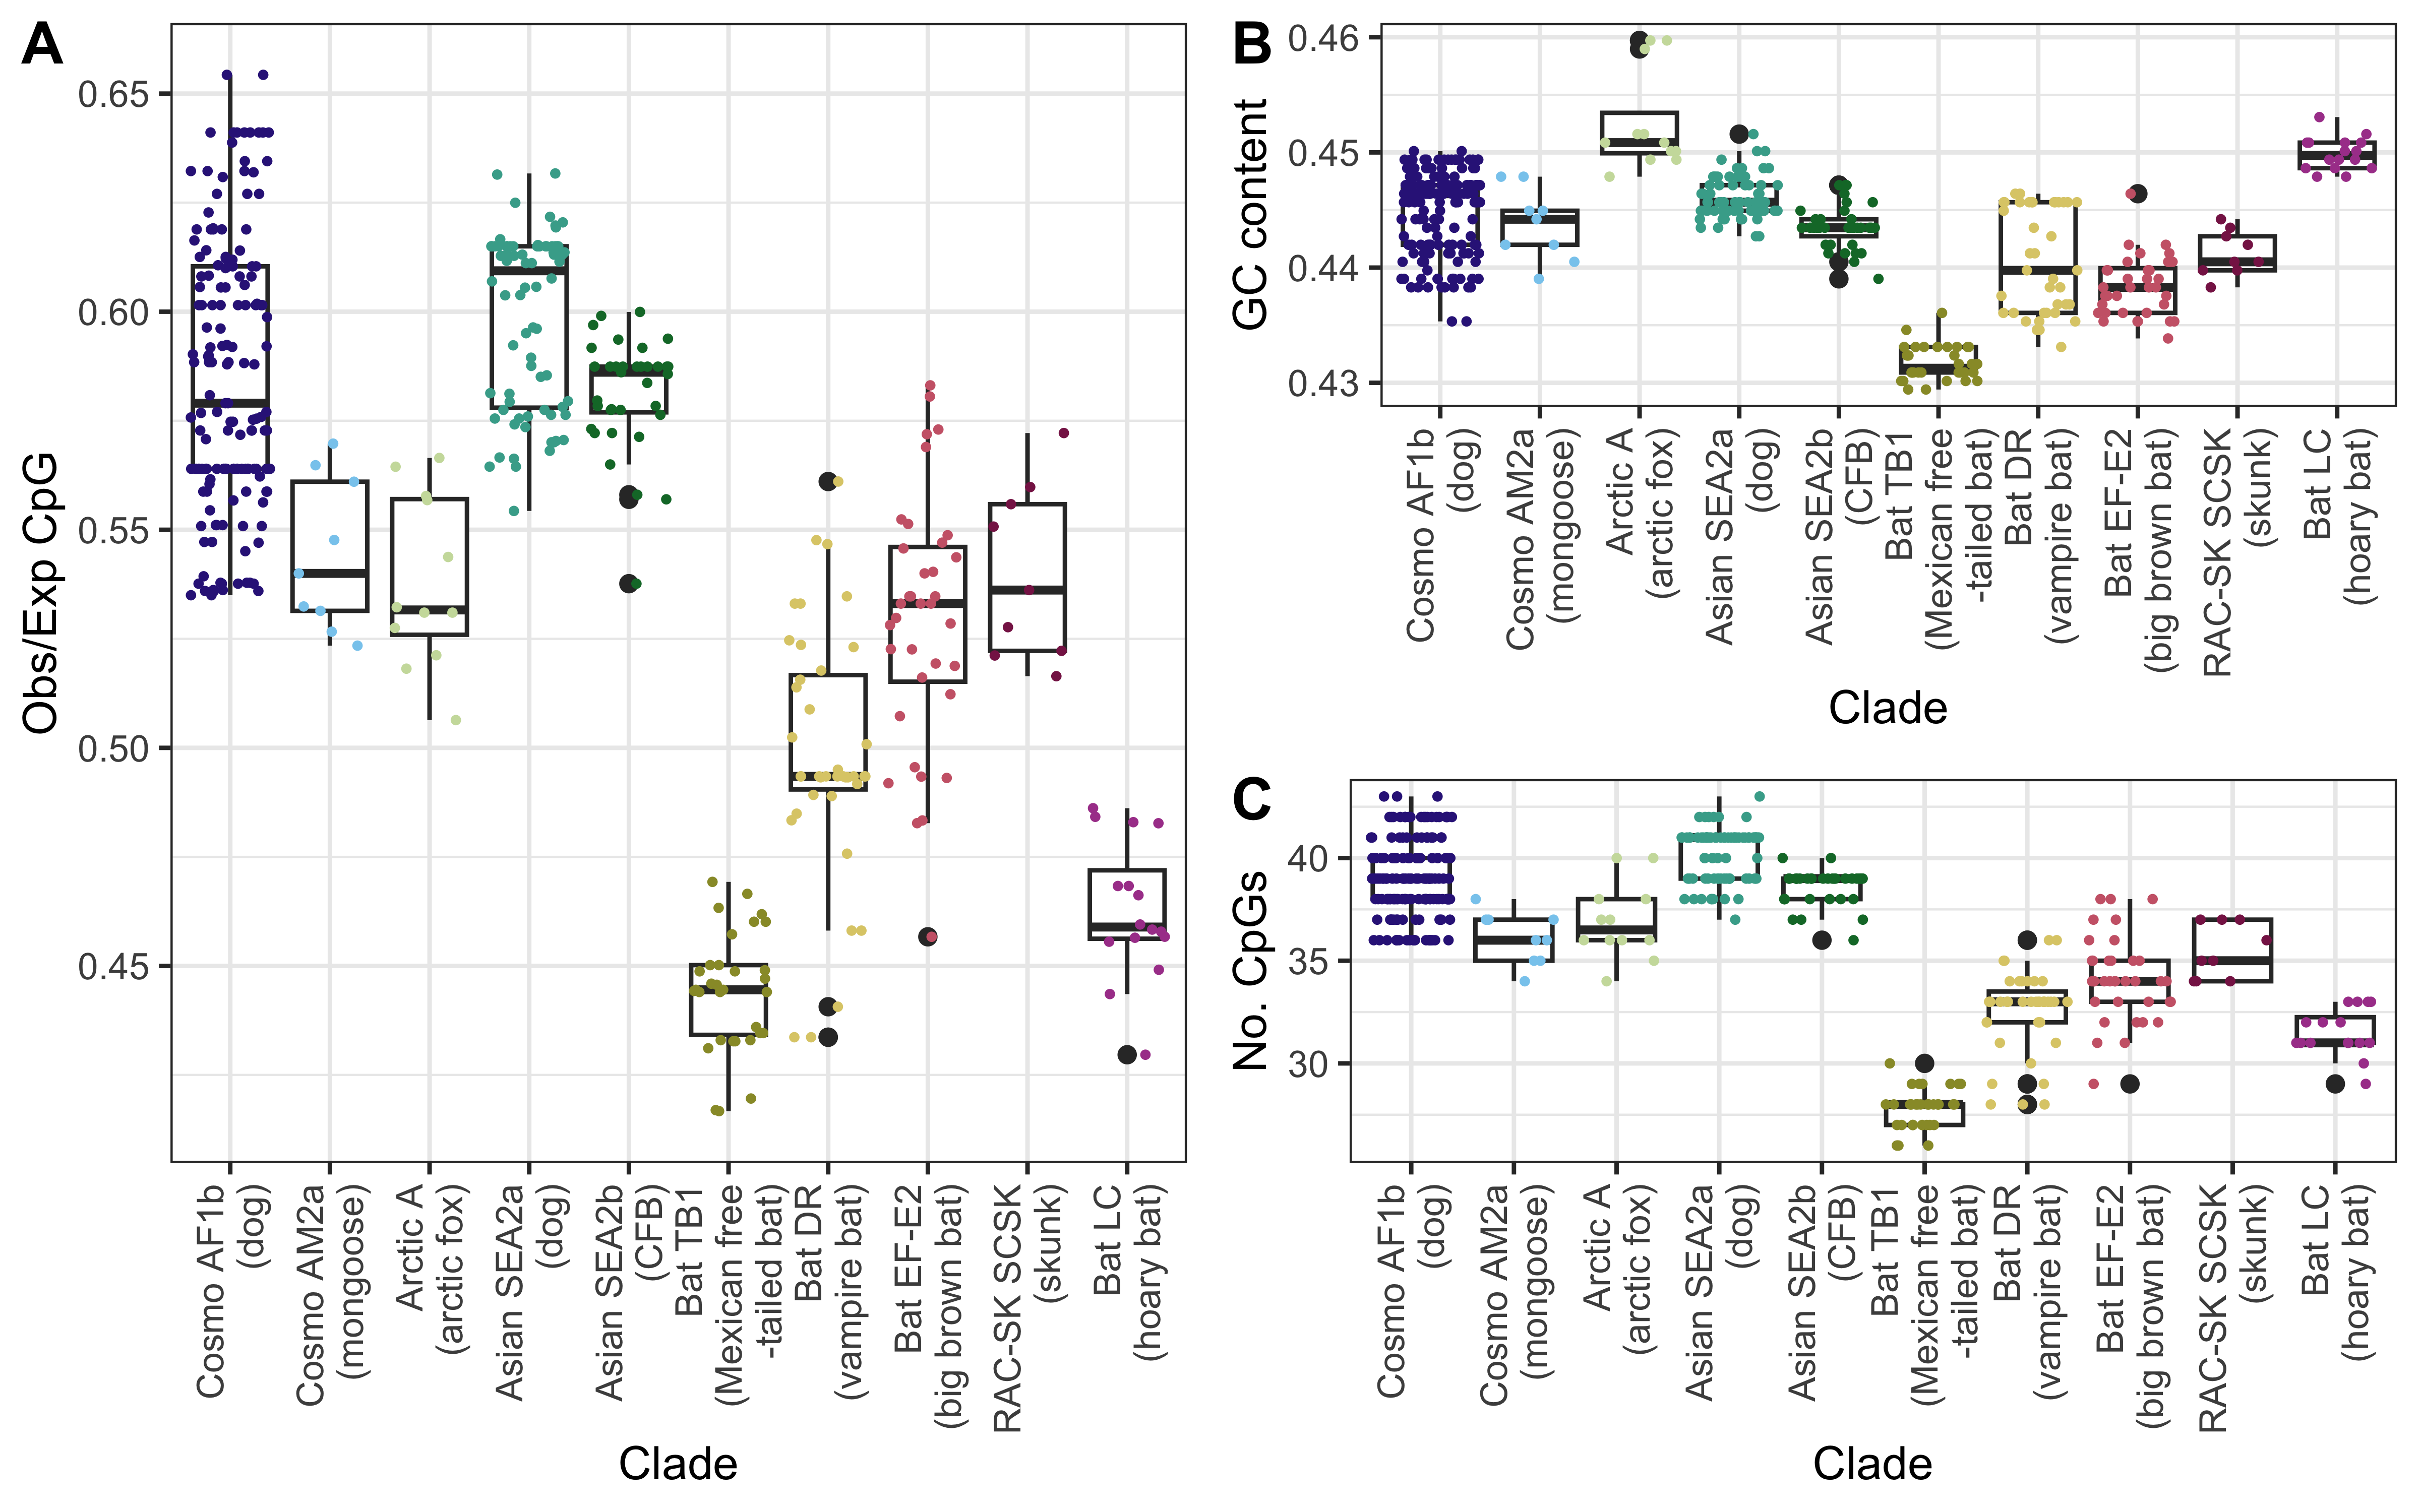 A
Obs/Exp CpG
0.65
0.60
0.55
0.50
0.45
Cosmo AF1b
(dog)
Cosmo AM2a
(mongoose)
Arctic A
(arctic fox)
Asian SEA2a
(dog)
Asian SEA2b
(CFB)
Bat TB1
(Mexican free
-tailed bat)
Bat DR
(vampire bat)
Bat EF-E2
(big brown bat)
RAC-SK SCSK
(skunk)
Bat LC
(hoary bat)
Clade
B
GC content
0.46
0.45
0.44
0.43
Cosmo AF1b
(dog)
Cosmo AM2a
(mongoose)
Arctic A
(arctic fox)
Asian SEA2a
(dog)
Asian SEA2b
(CFB)
Bat TB1
(Mexican free
-tailed bat)
Bat DR
(vampire bat)
Bat EF-E2
(big brown bat)
RAC-SK SCSK
(skunk)
Bat LC
(hoary bat)
Clade
C
No. CpGs
40
35
30
Cosmo AF1b
(dog)
Cosmo AM2a
(mongoose)
Arctic A
(arctic fox)
Asian SEA2a
(dog)
Asian SEA2b
(CFB)
Bat TB1
(Mexican free
-tailed bat)
Bat DR
(vampire bat)
Bat EF-E2
(big brown bat)
RAC-SK SCSK
(skunk)
Bat LC
(hoary bat)
Clade